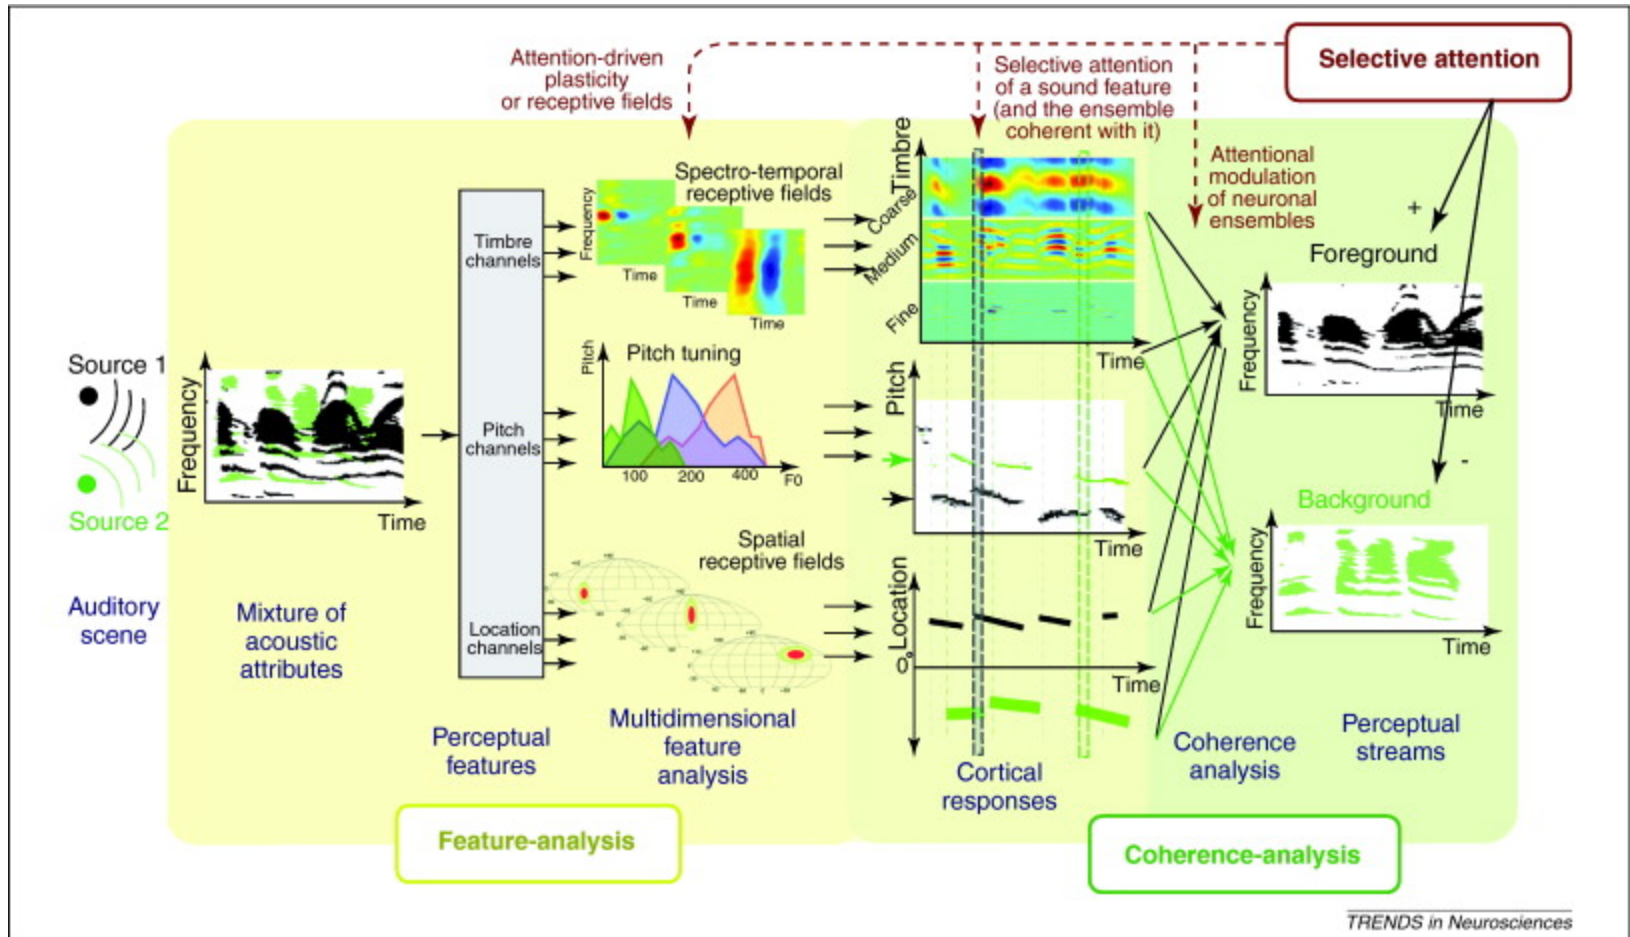 Selective attention
Attention-driven
plasticity
or receptive fields
Selective attention
of a sound feature
(and the ensemble
coherent with it)
Attentional
modulation
of neuronal
ensembles
Source 1
Source 2
Auditory
scene
Frequency
Time
Mixture of
acoustic
attributes
Timbre
channels
Pitch
channels
Location
channels
Perceptual
features
Spectro-temporal
receptive fields
Frequency
Time
Time
Time
Pitch tuning
Pitch
100
200
400
F0
Spatial
receptive fields
Multidimensional
feature
analysis
Timbre
Coarse
Medium
Fine
Time
Pitch
Time
Location
0°
Time
Cortical
responses
Coherence
analysis
+
Foreground
Frequency
Time
-
Background
Frequency
Time
Perceptual
streams
Feature-analysis
Coherence-analysis
TRENDS in Neurosciences